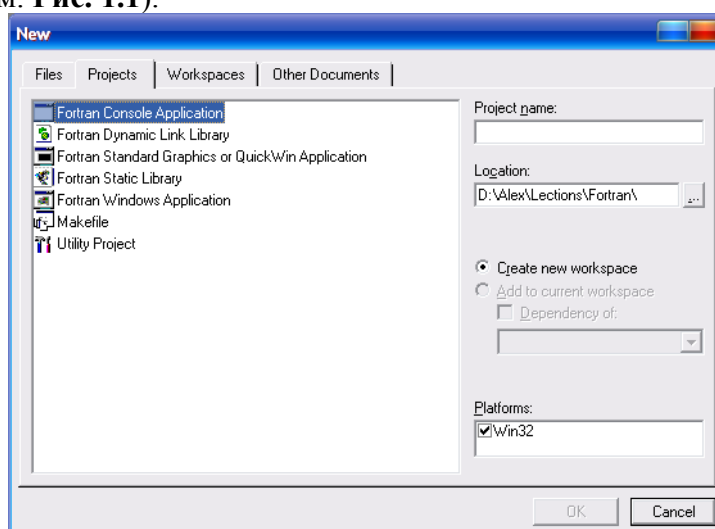 м. Рис. 1.1).
New
Files Projects Workspaces Other Documents
Fortran Console Application
Fortran Dynamic Link Library
Fortran Standard Graphics or QuickWin Application
Fortran Static Library
Fortran Windows Application
Makefile
Utility Project
Project name:
Location:
D:\Alex\Lections\Fortran\ ...
Create new workspace
Add to current workspace
Dependency of:
Platforms:
Win32
OK Cancel